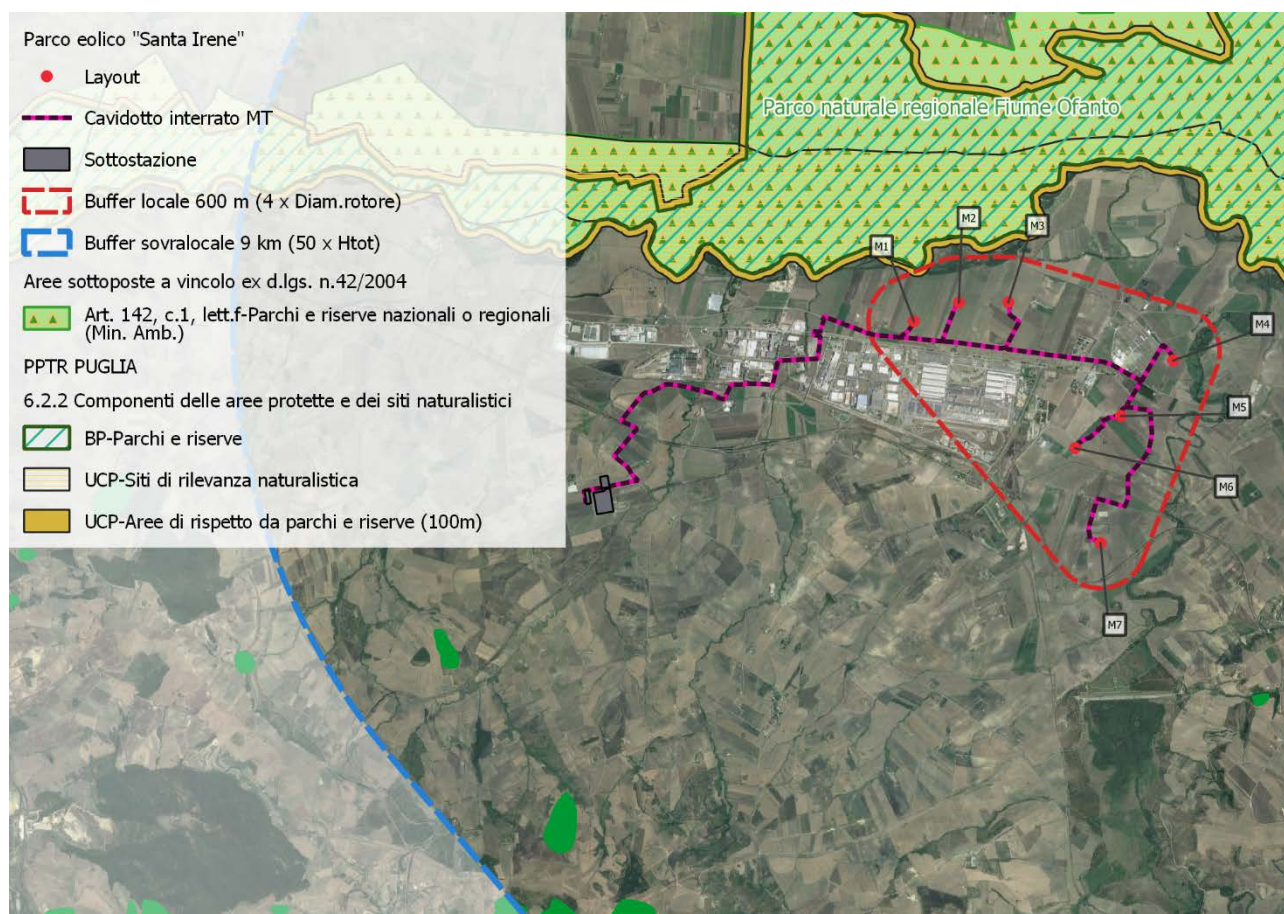 Parco eolico "Santa Irene"
Layout
Cavidotto interrato MT
Sottostazione
Buffer locale 600 m (4 x Diam.rotore)
Buffer sovralocale 9 km (50 x Htot)
Aree sottoposte a vincolo ex d.lgs. n.42/2004
Art. 142, c.1, lett.f-Parchi e riserve nazionali o regionali
(Min. Amb.)
PPTR PUGLIA
6.2.2 Componenti delle aree protette e dei siti naturalistici
BP-Parchi e riserve
UCP-Siti di rilevanza naturalistica
UCP-Aree di rispetto da parchi e riserve (100m)
Parco naturale regionale Fiume Ofanto
M1
M2
M3
M4
M5
M6
M7